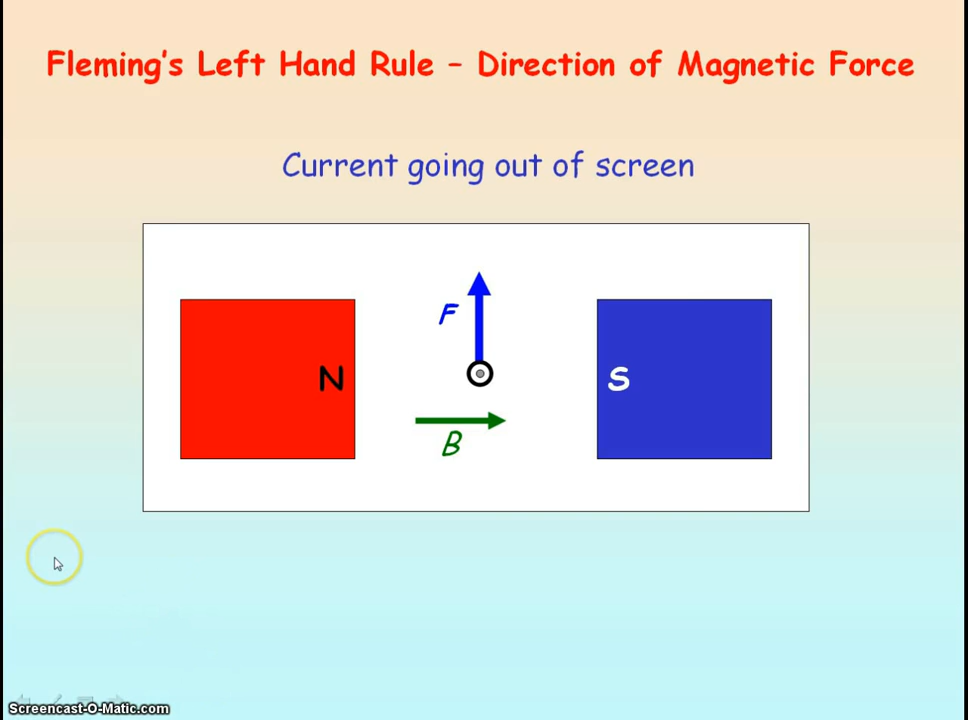 Fleming's Left Hand Rule – Direction of Magnetic Force
Current going out of screen
F
N
S
B
Screencast-O-Matic.com